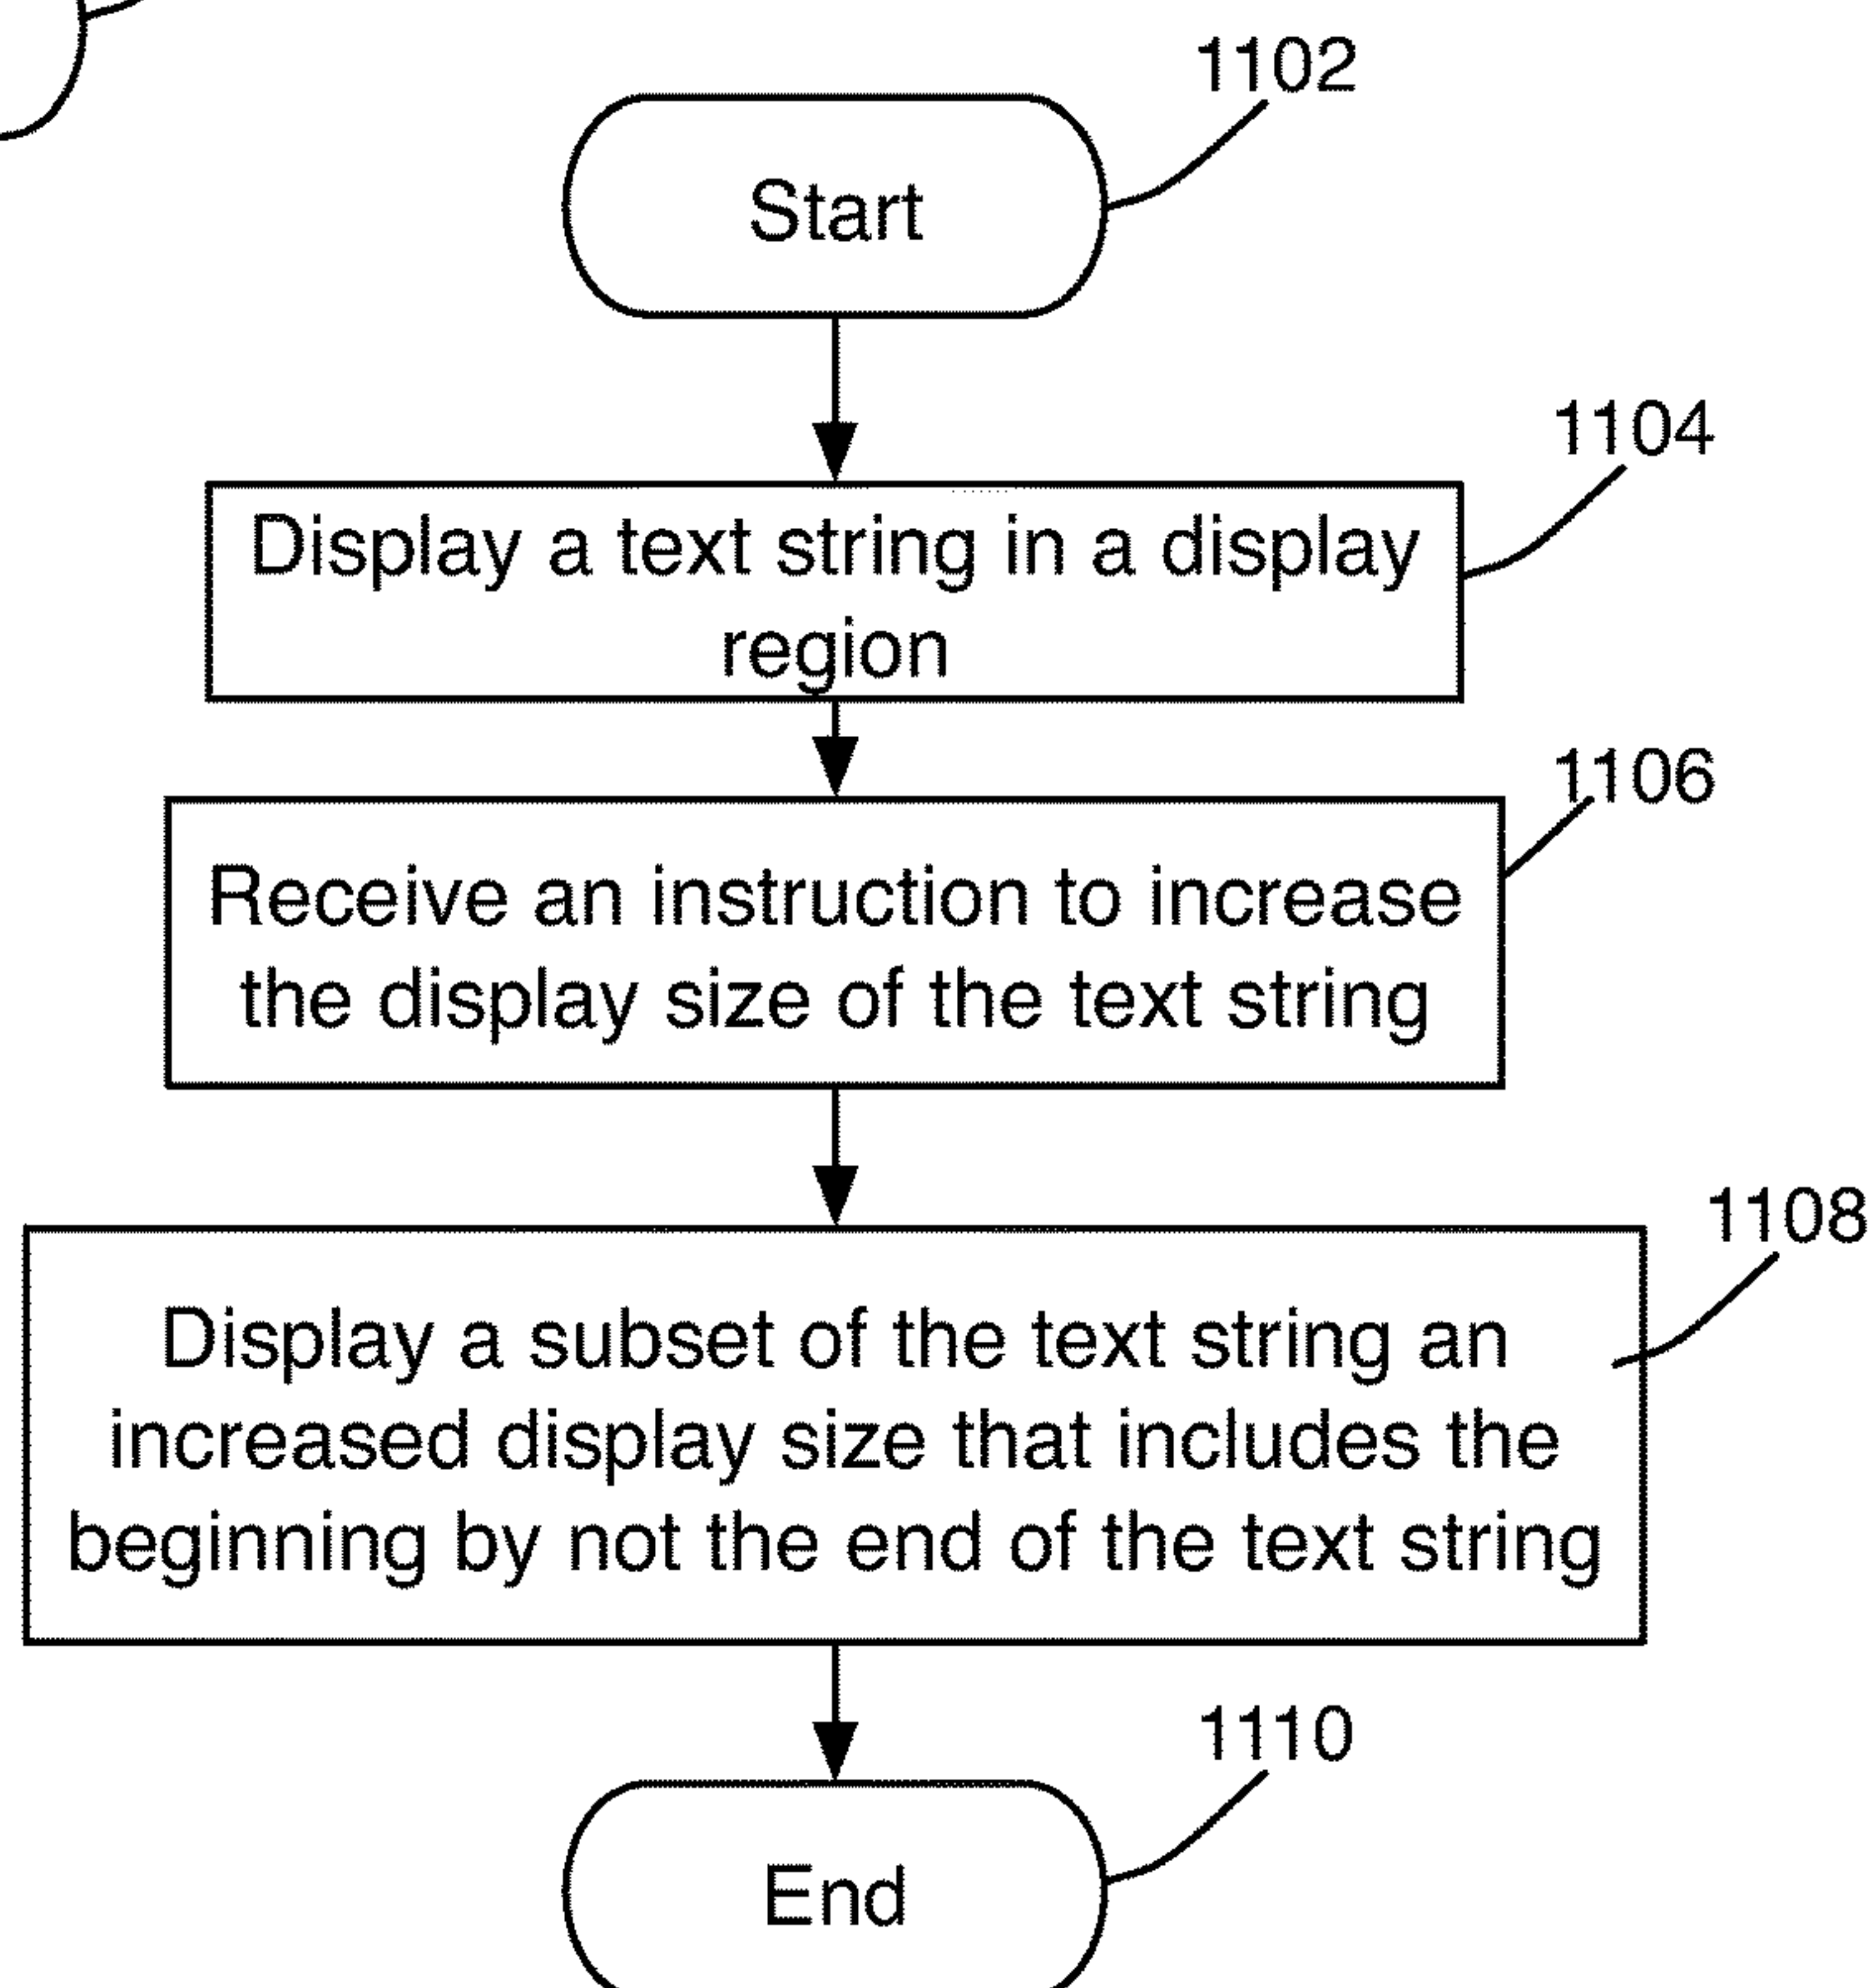 1102
Start
1104
Display a text string in a display
region
1106
Receive an instruction to increase
the display size of the text string
1108
Display a subset of the text string an
increased display size that includes the
beginning by not the end of the text string
1110
End